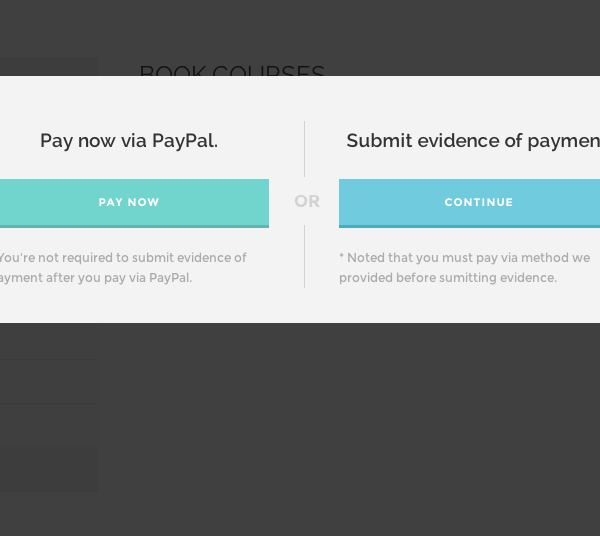 BOOK COURSES
Pay now via PayPal.
PAY NOW
You're not required to submit evidence of
ayment after you pay via PayPal.
OR
Submit evidence of paymen
CONTINUE
* Noted that you must pay via method we
provided before sumitting evidence.